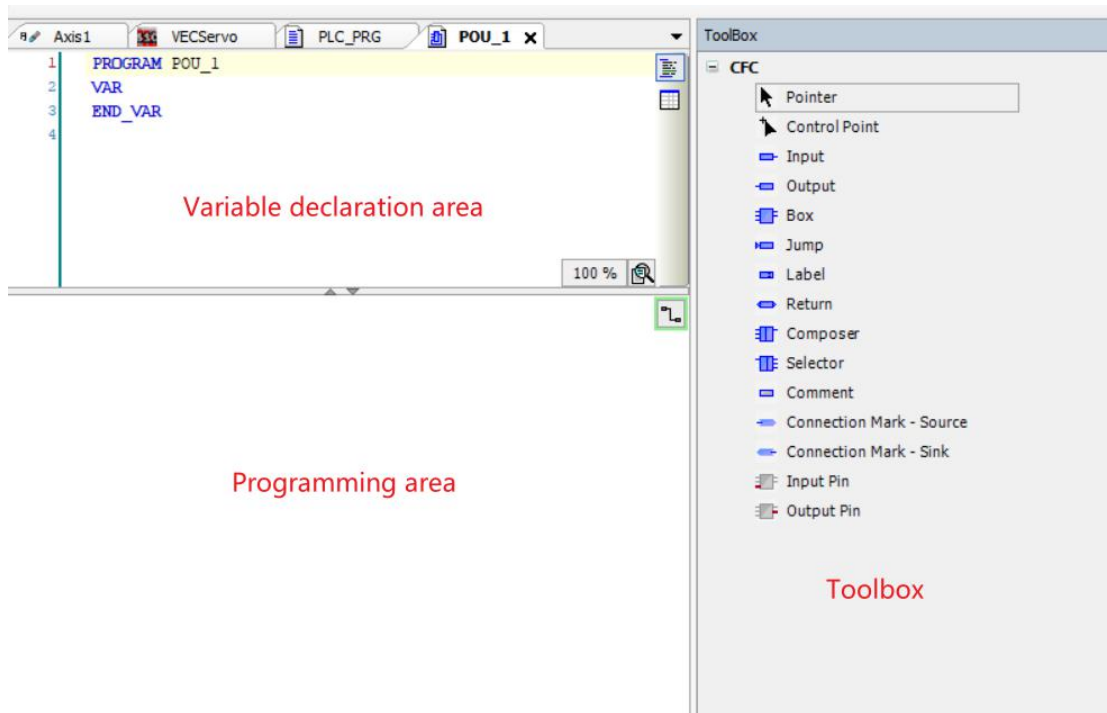 Axis1 VECServo PLC_PRG POU_1 X
1 PROGRAM POU_1
2 VAR
3 END_VAR
4
Variable declaration area
100 %
Programming area
ToolBox
CFC
Pointer
Control Point
Input
Output
Box
Jump
Label
Return
Composer
Selector
Comment
Connection Mark - Source
Connection Mark - Sink
Input Pin
Output Pin
Toolbox